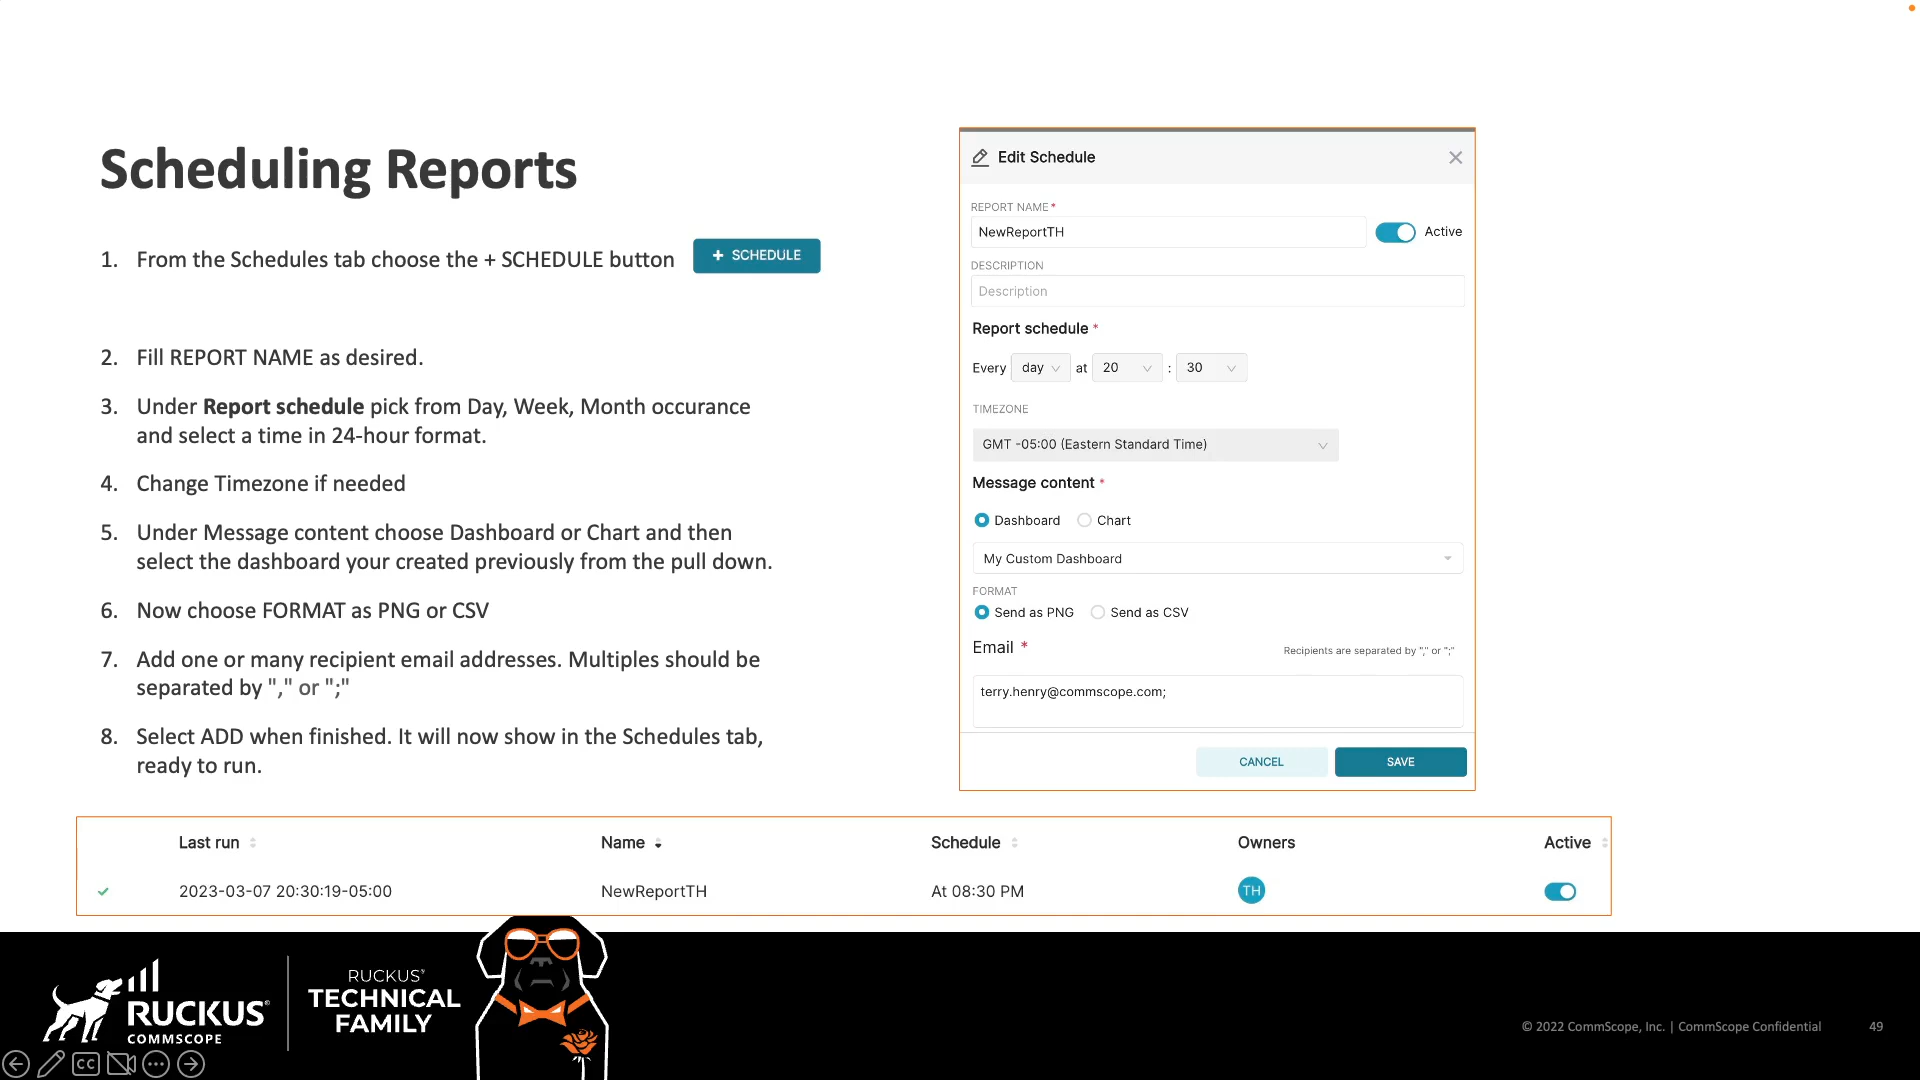 Scheduling Reports
1. From the Schedules tab choose the + SCHEDULE button
+ SCHEDULE
2. Fill REPORT NAME as desired.
3. Under Report schedule pick from Day, Week, Month occurance
and select a time in 24-hour format.
4. Change Timezone if needed
5. Under Message content choose Dashboard or Chart and then
select the dashboard your created previously from the pull down.
6. Now choose FORMAT as PNG or CSV
7. Add one or many recipient email addresses. Multiples should be
separated by "," or ";"
8. Select ADD when finished. It will now show in the Schedules tab,
ready to run.
Edit Schedule
REPORT NAME*
NewReportTH
Active
DESCRIPTION
Description
Report schedule *
Every day at 20 : 30
TIMEZONE
GMT -05:00 (Eastern Standard Time)
Message content *
Dashboard Chart
My Custom Dashboard
FORMAT
Send as PNG Send as CSV
Email * Recipients are separated by "," or ";"
terry.henry@commscope.com;
CANCEL SAVE
Last run Name Schedule Owners Active
2023-03-07 20:30:19-05:00 NewReportTH At 08:30 PM TH
RUCKUS®
COMMSCOPE
RUCKUS®
TECHNICAL
FAMILY
© 2022 CommScope, Inc. | CommScope Confidential 49
CC